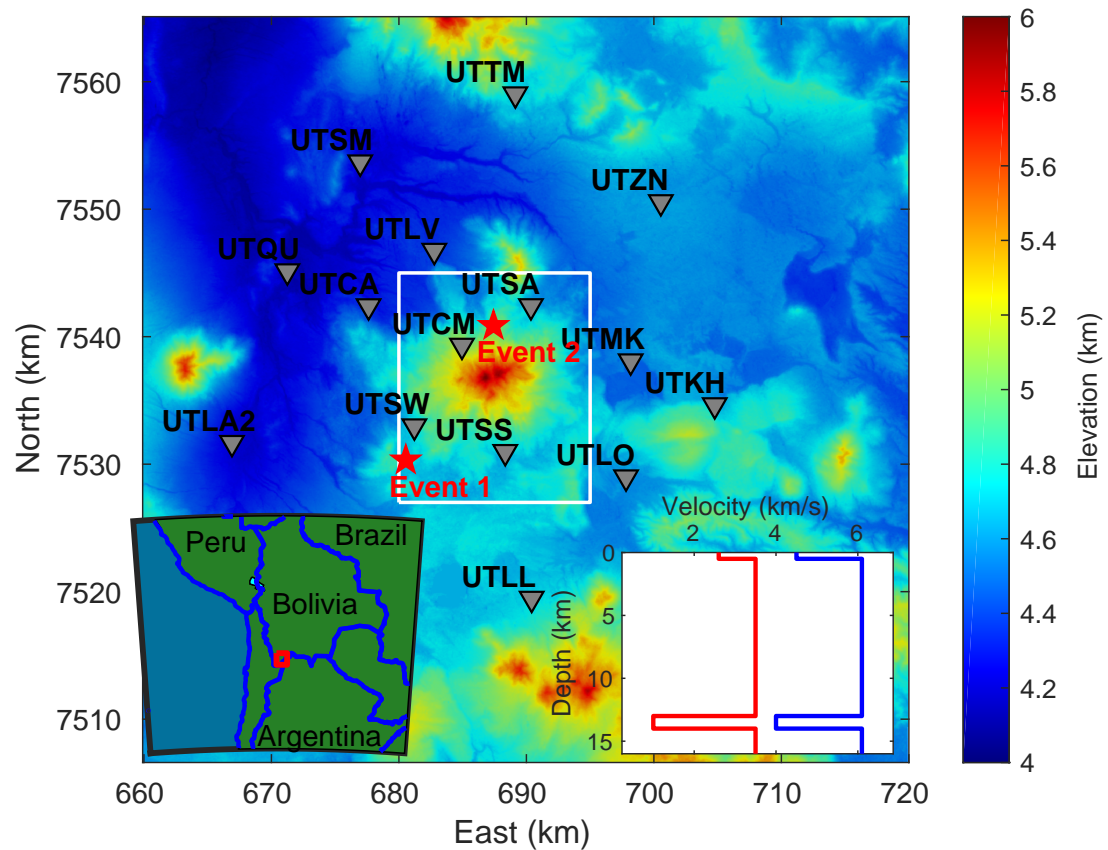 UTTM
UTSM
UTZN
UTLV
UTQU
UTCA
UTSA
UTCM
Event 2
UTMK
UTKH
UTSW
UTLA2
UTSS
UTLO
Event 1
UTLL
7560
7550
7540
7530
7520
7510
North (km)
660
670
680
690
700
710
720
East (km)
Peru
Brazil
Bolivia
Argentina
Velocity (km/s)
2
4
6
0
5
10
15
Depth (km)
6
5.8
5.6
5.4
5.2
5
4.8
4.6
4.4
4.2
4
Elevation (km)